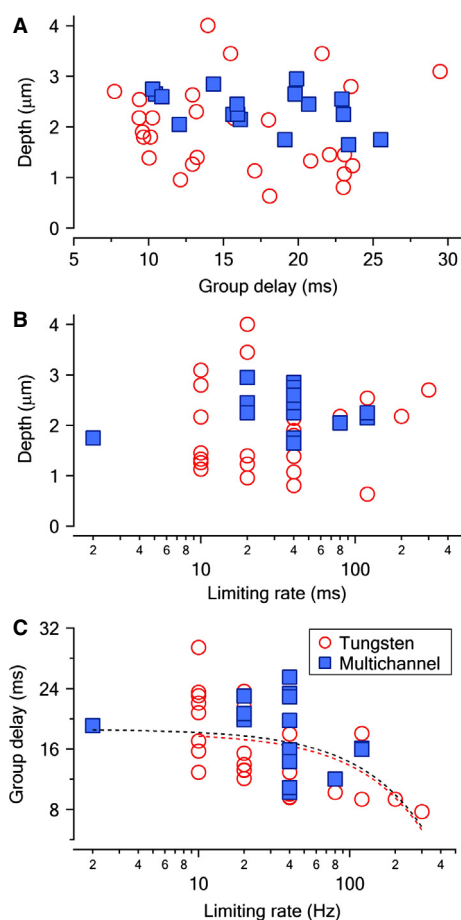 A
Depth (μm)
4
3
2
1
0
5 10 15 20 25 30
Group delay (ms)
B
Depth (μm)
4
3
2
1
0
2 4 6 8 2 4 6 8 2 4
10 100
Limiting rate (ms)
C
Group delay (ms)
32
24
16
8
Tungsten
Multichannel
2 4 6 8 2 4 6 8 2 4
10 100
Limiting rate (Hz)